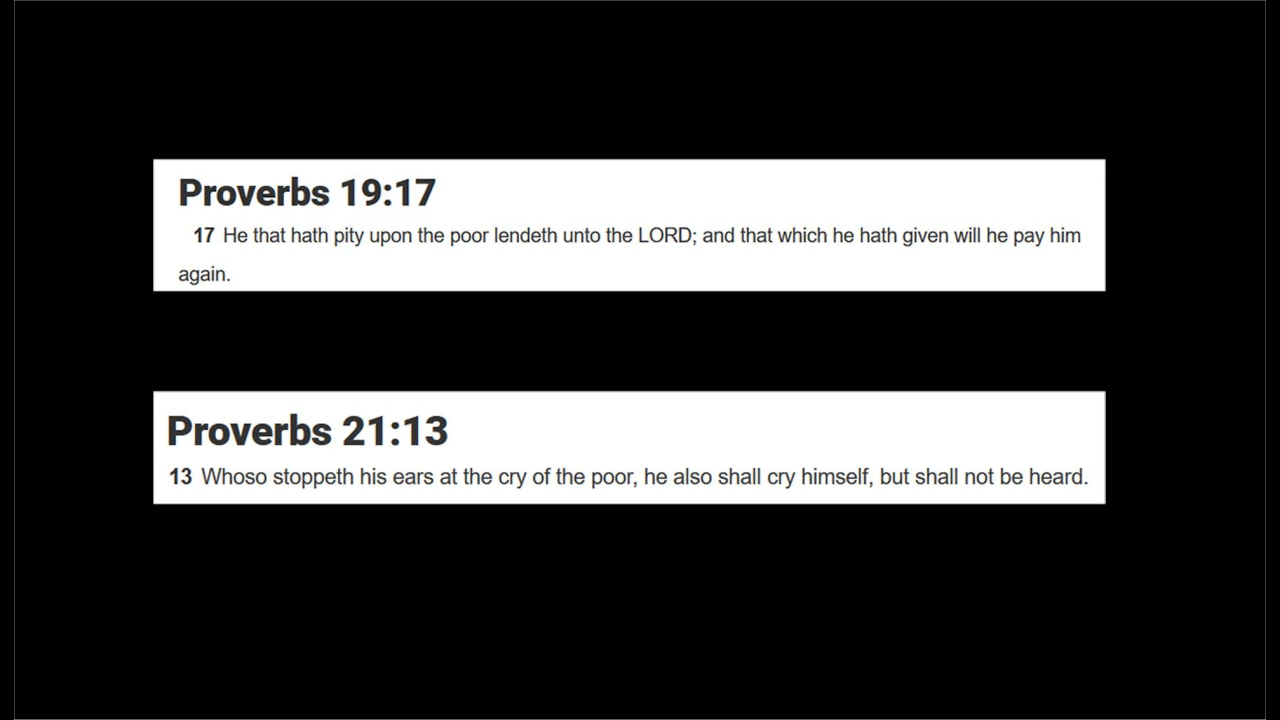 Proverbs 19:17
17 He that hath pity upon the poor lendeth unto the LORD; and that which he hath given will he pay him
again.
Proverbs 21:13
13 Whoso stoppeth his ears at the cry of the poor, he also shall cry himself, but shall not be heard.